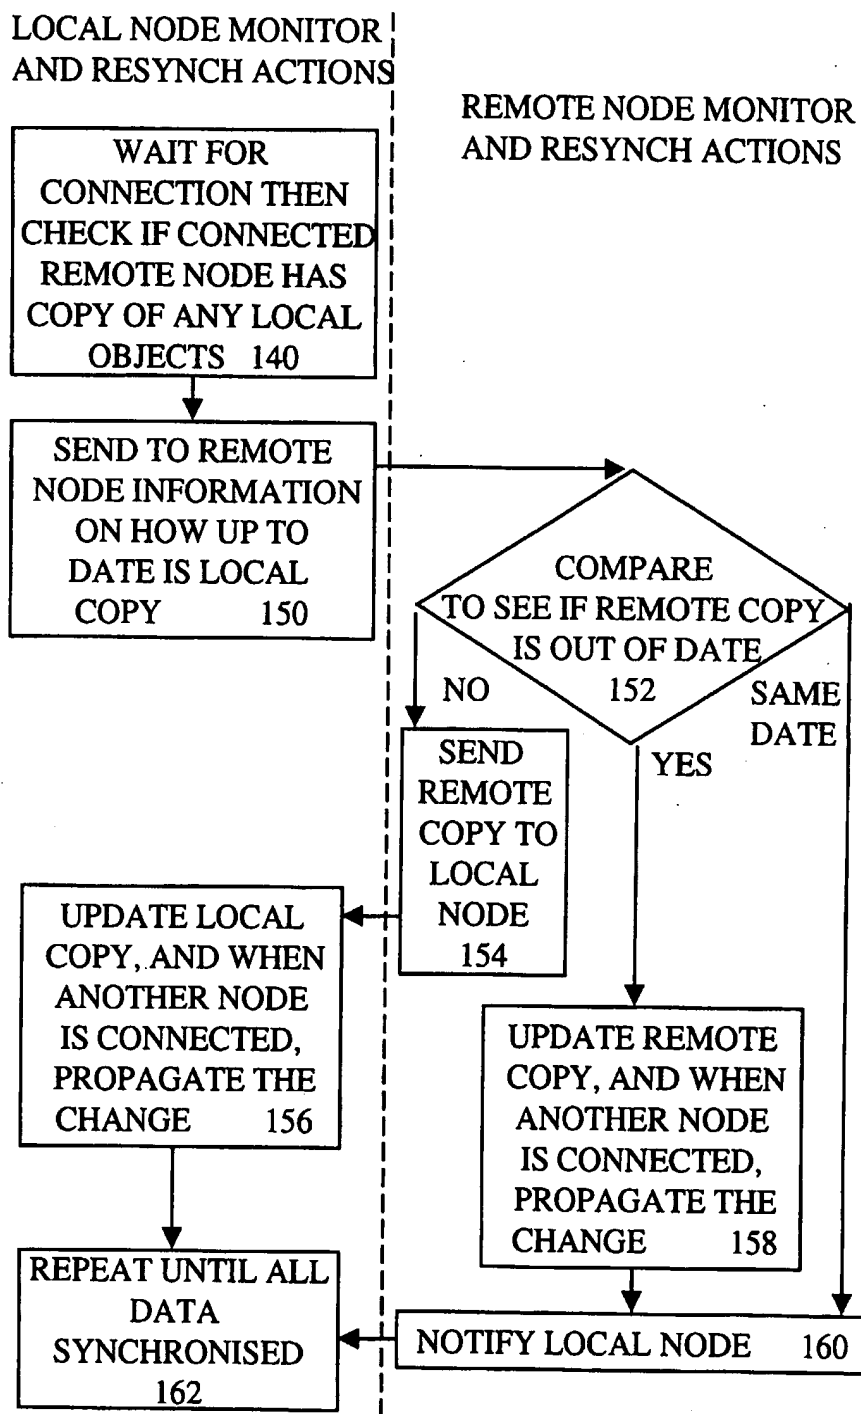 LOCAL NODE MONITOR
AND RESYNCH ACTIONS
REMOTE NODE MONITOR
AND RESYNCH ACTIONS
WAIT FOR
CONNECTION THEN
CHECK IF CONNECTED
REMOTE NODE HAS
COPY OF ANY LOCAL
OBJECTS 140
SEND TO REMOTE
NODE INFORMATION
ON HOW UP TO
DATE IS LOCAL
COPY 150
COMPARE
TO SEE IF REMOTE COPY
IS OUT OF DATE
152
NO
SAME
DATE
YES
SEND
REMOTE
COPY TO
LOCAL
NODE
154
UPDATE LOCAL
COPY, AND WHEN
ANOTHER NODE
IS CONNECTED,
PROPAGATE THE
CHANGE 156
UPDATE REMOTE
COPY, AND WHEN
ANOTHER NODE
IS CONNECTED,
PROPAGATE THE
CHANGE 158
NOTIFY LOCAL NODE 160
REPEAT UNTIL ALL
DATA
SYNCHRONISED
162